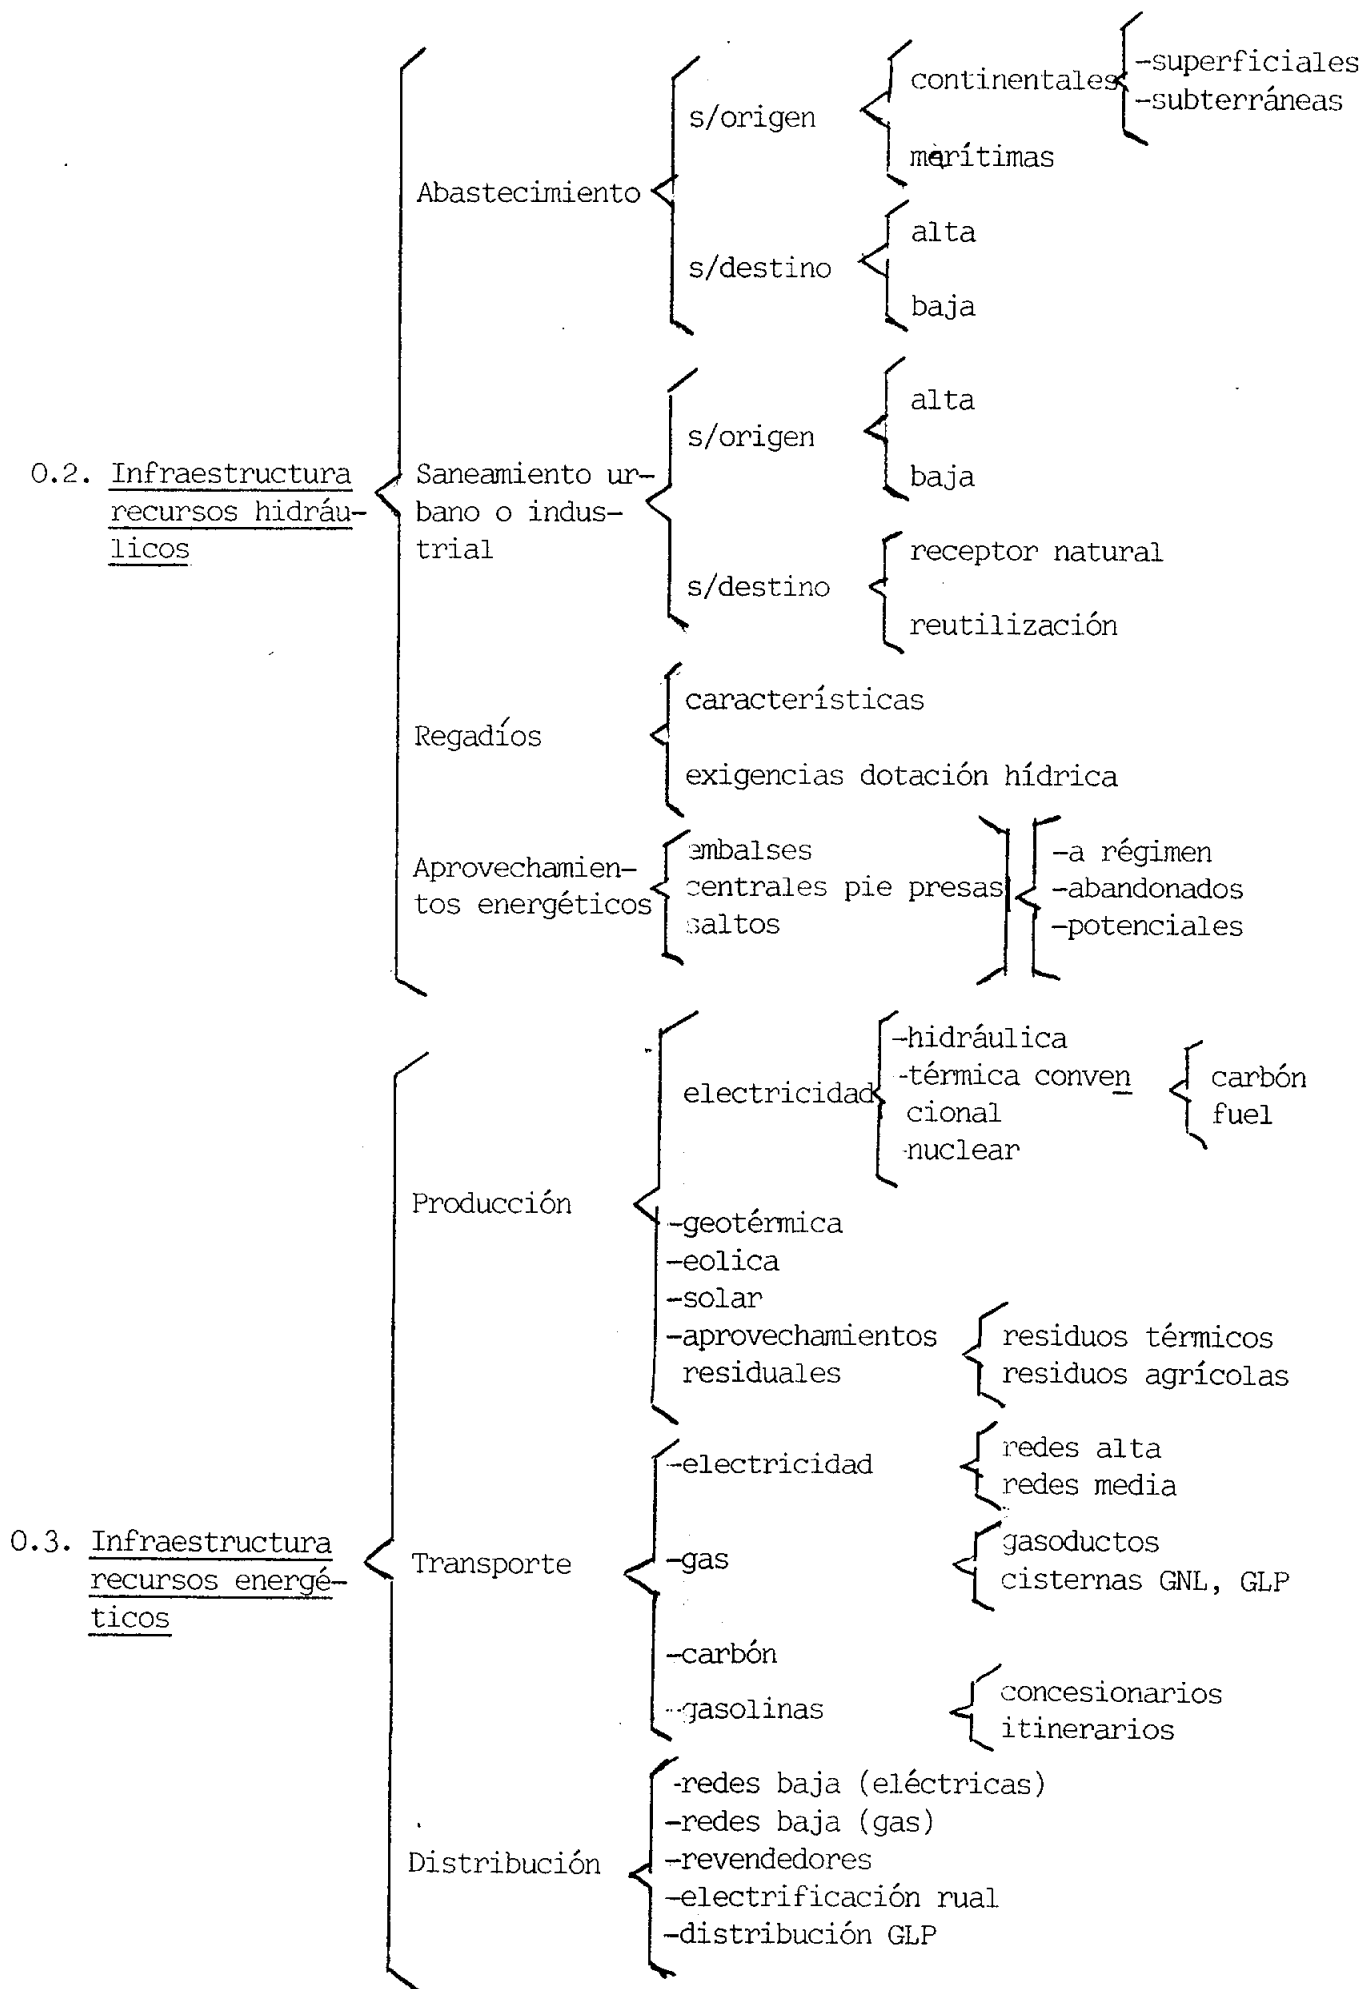 -superficiales
continentales
-subterráneas
s/origen
marítimas
Abastecimiento
alta
s/destino
baja
alta
s/origen
0.2. Infraestructura
recursos hidráu-
licos
Saneamiento ur-
bano o indus-
trial
baja
receptor natural
s/destino
reutilización
características
Regadíos
exigencias dotación hídrica
Aprovechamien-
tos energéticos
embalses
centrales pie presas
saltos
-a régimen
-abandonados
-potenciales
-hidráulica
-térmica conven
cional
-nuclear
electricidad
carbón
fuel
Producción
-geotérmica
-eolica
-solar
-aprovechamientos
residuales
residuos térmicos
residuos agrícolas
-electricidad
redes alta
redes media
0.3. Infraestructura
recursos energé-
ticos
Transporte
-gas
gasoductos
cisternas GNL, GLP
-carbón
-gasolinas
concesionarios
itinerarios
-redes baja (eléctricas)
-redes baja (gas)
Distribución
-revendedores
-electrificación rual
-distribución GLP